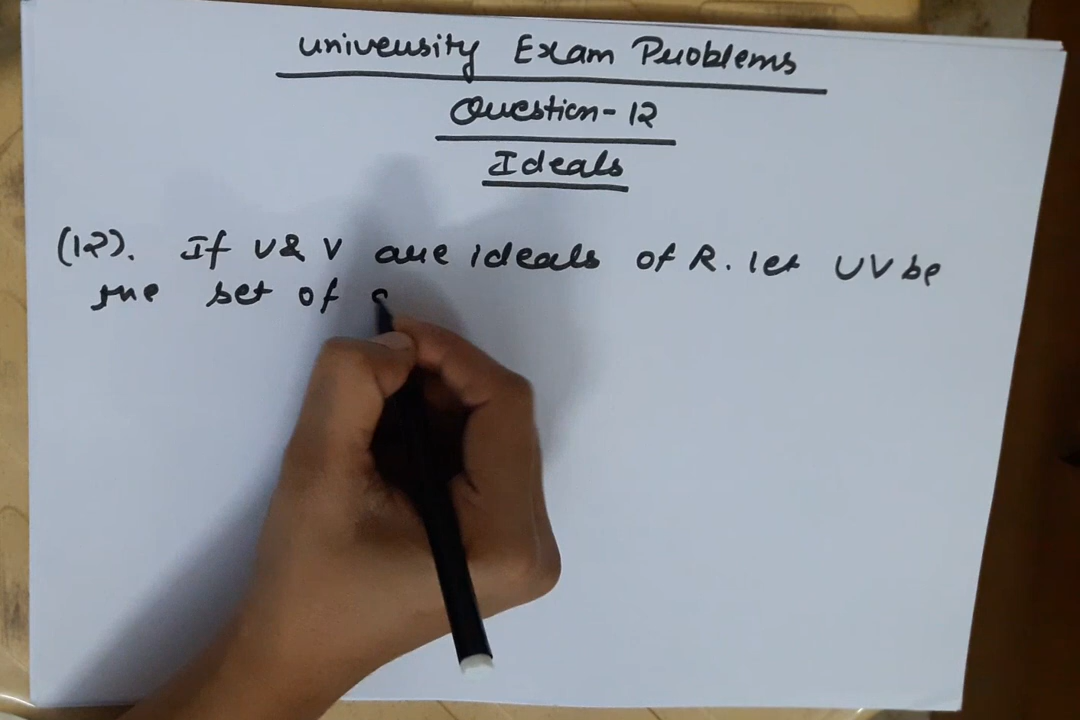 University Exam Problems
Question-12
Ideals
(12). If U & V are ideals of R. let UV be
the set of